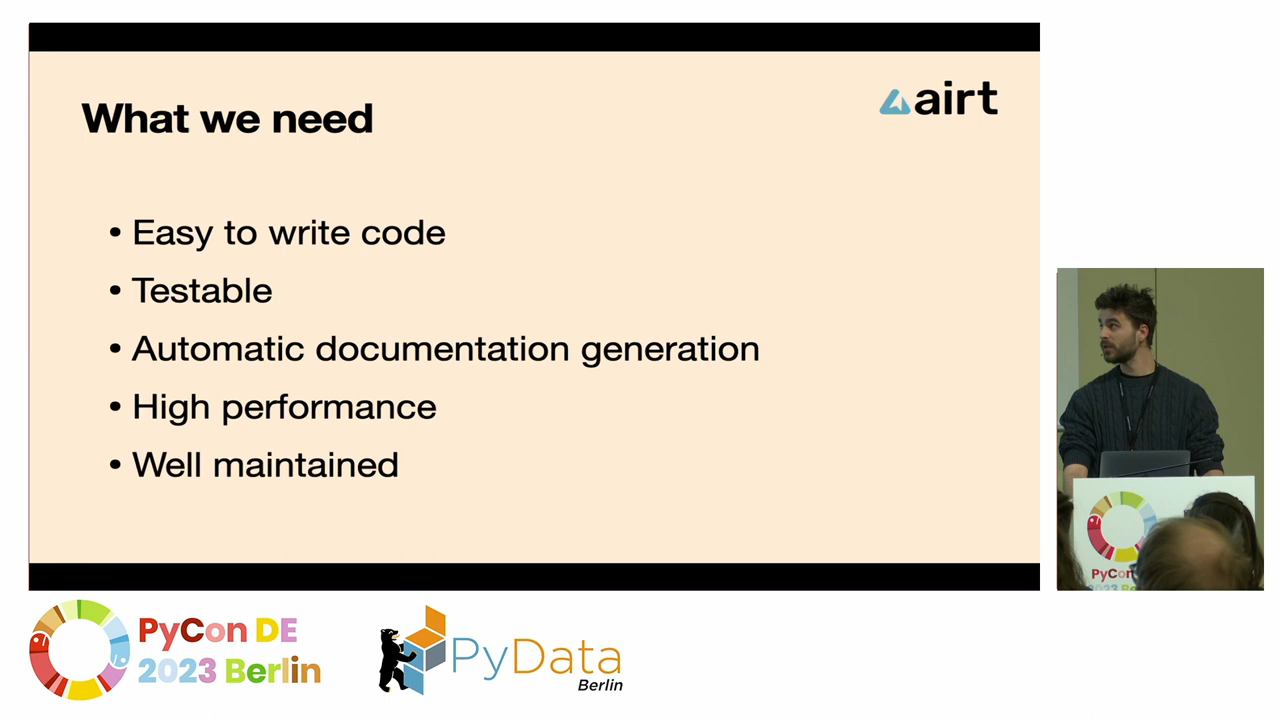 What we need
airt
• Easy to write code
• Testable
• Automatic documentation generation
• High performance
• Well maintained
PyCon DE
2023 Berlin
PyData
Berlin